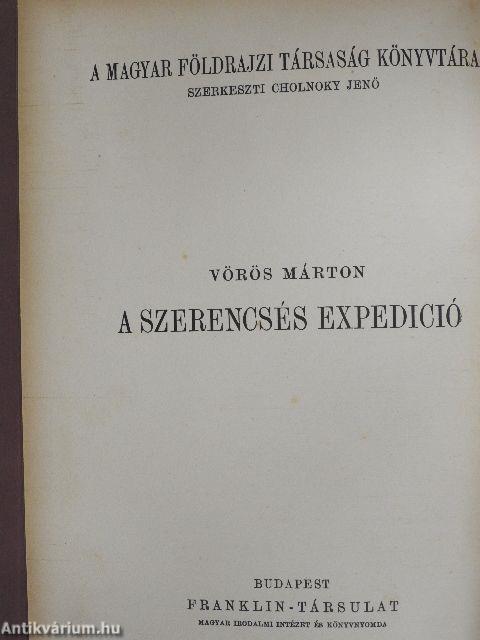 A MAGYAR FÖLDRAJZI TÁRSASÁG KÖNYVTÁRA
SZERKESZTI CHOLNOKY JENŐ
VÖRÖS MÁRTON
A SZERENCSÉS EXPEDICIÓ
BUDAPEST
FRANKLIN-TÁRSULAT
MAGYAR IRODALMI INTÉZET ÉS KÖNYVNYOMDA
Antikvárium.hu